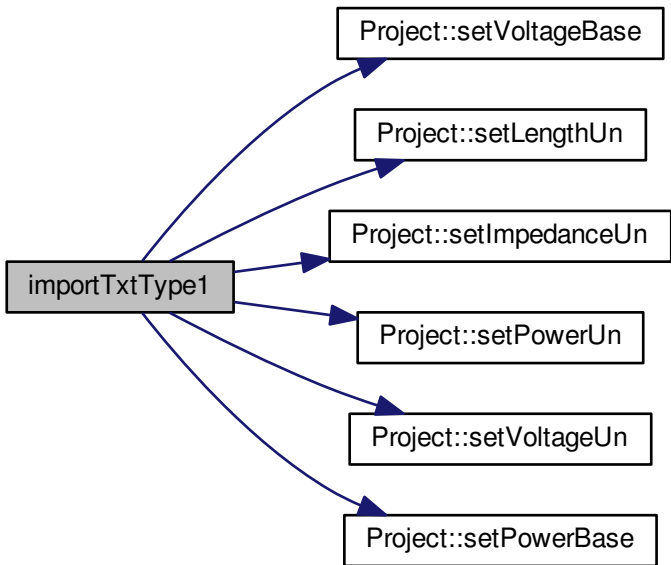 Project::setVoltageBase
Project::setLengthUn
Project::setImpedanceUn
importTxtType1
Project::setPowerUn
Project::setVoltageUn
Project::setPowerBase